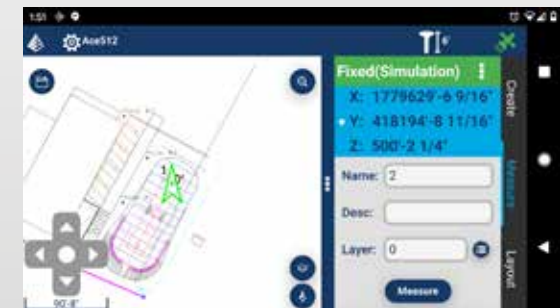 1:51
Ace512
6'
Fixed(Simulation)
X: 1779629'-6 9/16"
Y: 418194'-8 11/16"
Z: 500'-2 1/4"
Name: 2
Desc:
Layer: 0
Measure
Create
Measure
Layout
90'-8"